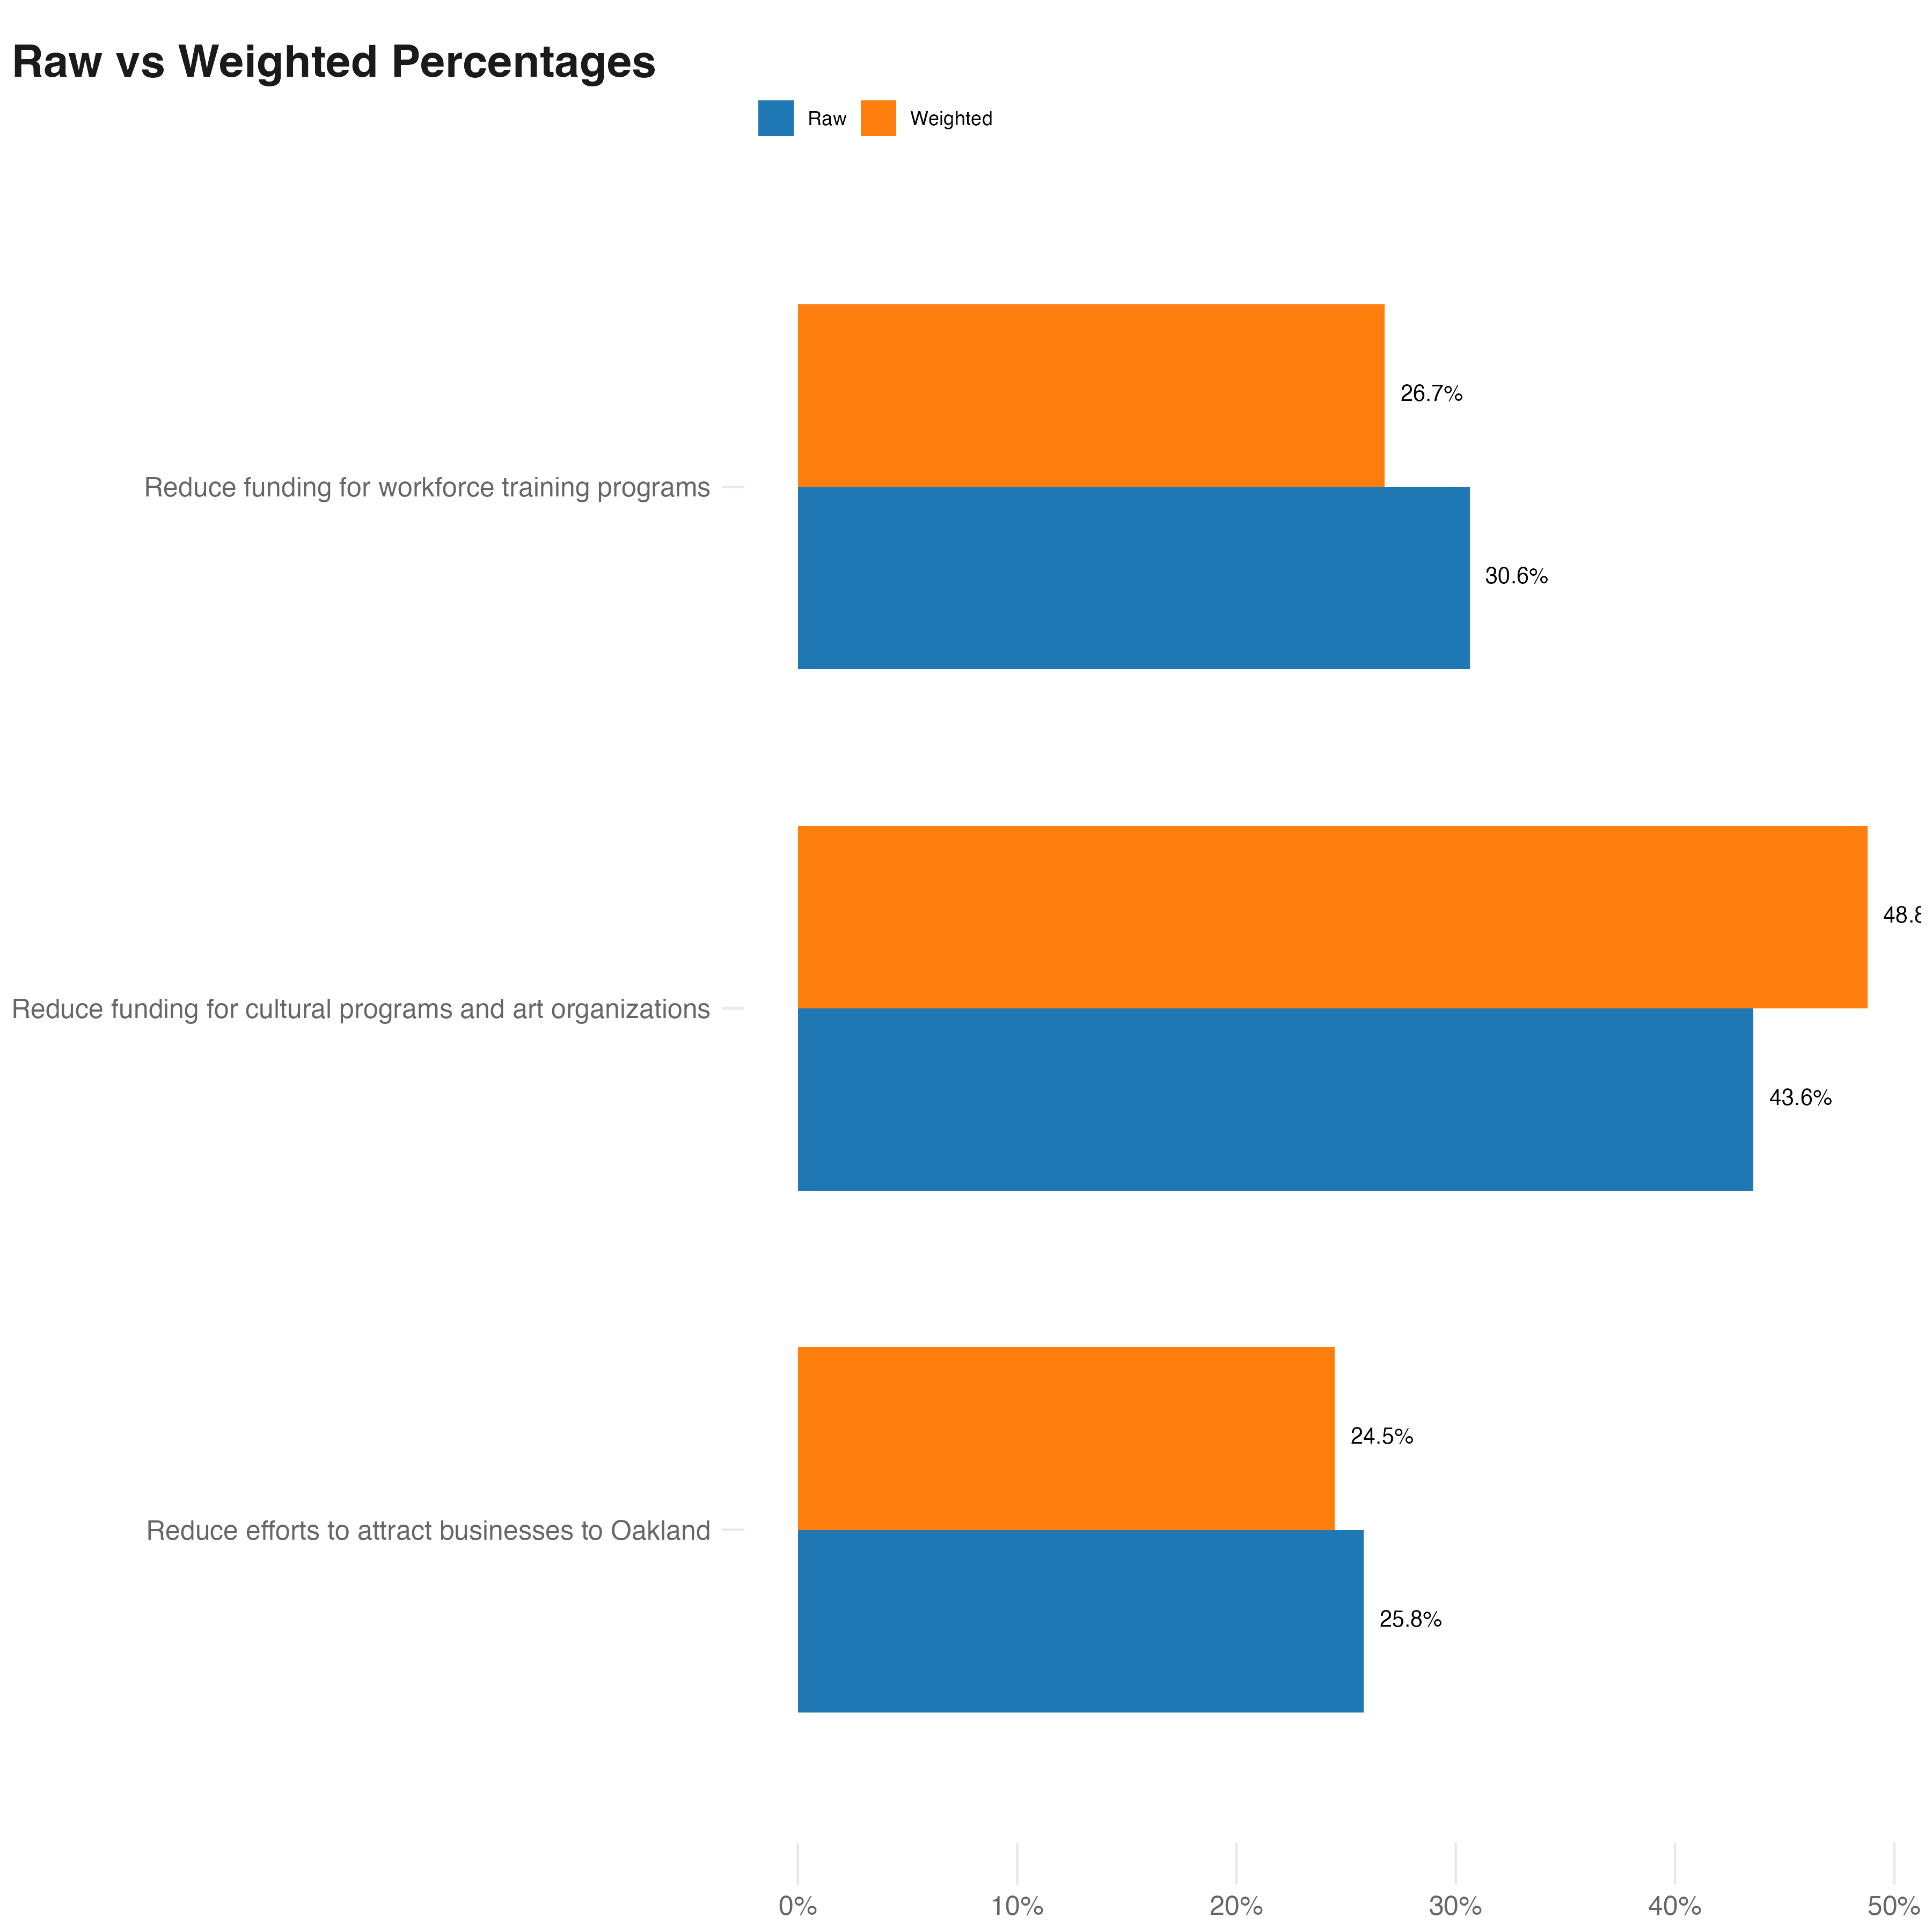 Raw vs Weighted Percentages
Raw Weighted
26.7%
Reduce funding for workforce training programs
30.6%
48.8
Reduce funding for cultural programs and art organizations
43.6%
24.5%
Reduce efforts to attract businesses to Oakland
25.8%
0% 10% 20% 30% 40% 50%